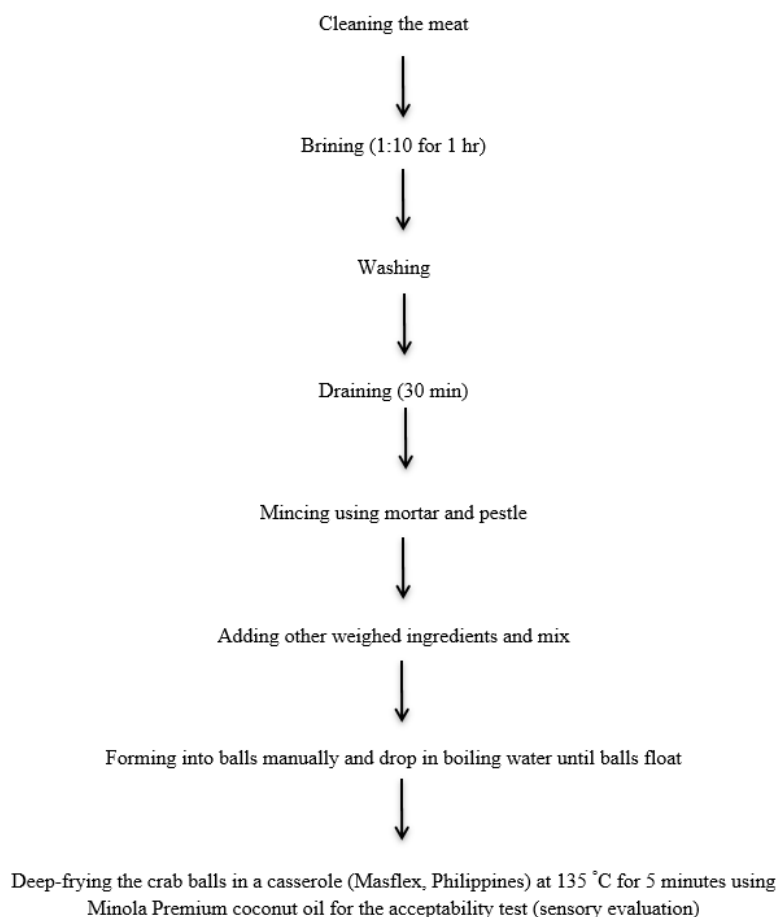 Cleaning the meat
Brining (1:10 for 1 hr)
Washing
Draining (30 min)
Mincing using mortar and pestle
Adding other weighed ingredients and mix
Forming into balls manually and drop in boiling water until balls float
Deep-frying the crab balls in a casserole (Masflex, Philippines) at 135 ˚C for 5 minutes using
Minola Premium coconut oil for the acceptability test (sensory evaluation)